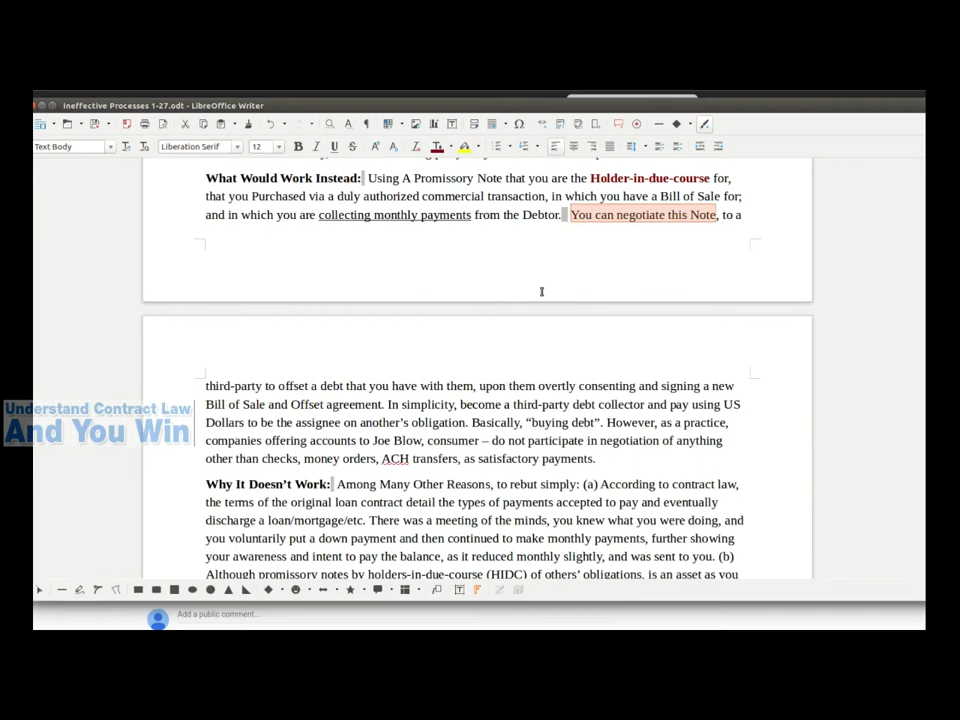 Ineffective Processes 1-27.odt - LibreOffice Writer
Text Body
Liberation Serif
12
What Would Work Instead: Using A Promissory Note that you are the Holder-in-due-course for,
that you Purchased via a duly authorized commercial transaction, in which you have a Bill of Sale for;
and in which you are collecting monthly payments from the Debtor. You can negotiate this Note, to a
third-party to offset a debt that you have with them, upon them overtly consenting and signing a new
Bill of Sale and Offset agreement. In simplicity, become a third-party debt collector and pay using US
Dollars to be the assignee on another’s obligation. Basically, “buying debt”. However, as a practice,
companies offering accounts to Joe Blow, consumer – do not participate in negotiation of anything
other than checks, money orders, ACH transfers, as satisfactory payments.
Understand Contract Law
And You Win
Why It Doesn’t Work: Among Many Other Reasons, to rebut simply: (a) According to contract law,
the terms of the original loan contract detail the types of payments accepted to pay and eventually
discharge a loan/mortgage/etc. There was a meeting of the minds, you knew what you were doing, and
you voluntarily put a down payment and then continued to make monthly payments, further showing
your awareness and intent to pay the balance, as it reduced monthly slightly, and was sent to you. (b)
Although promissory notes by holders-in-due-course (HIDC) of others’ obligations, is an asset as you
Add a public comment...